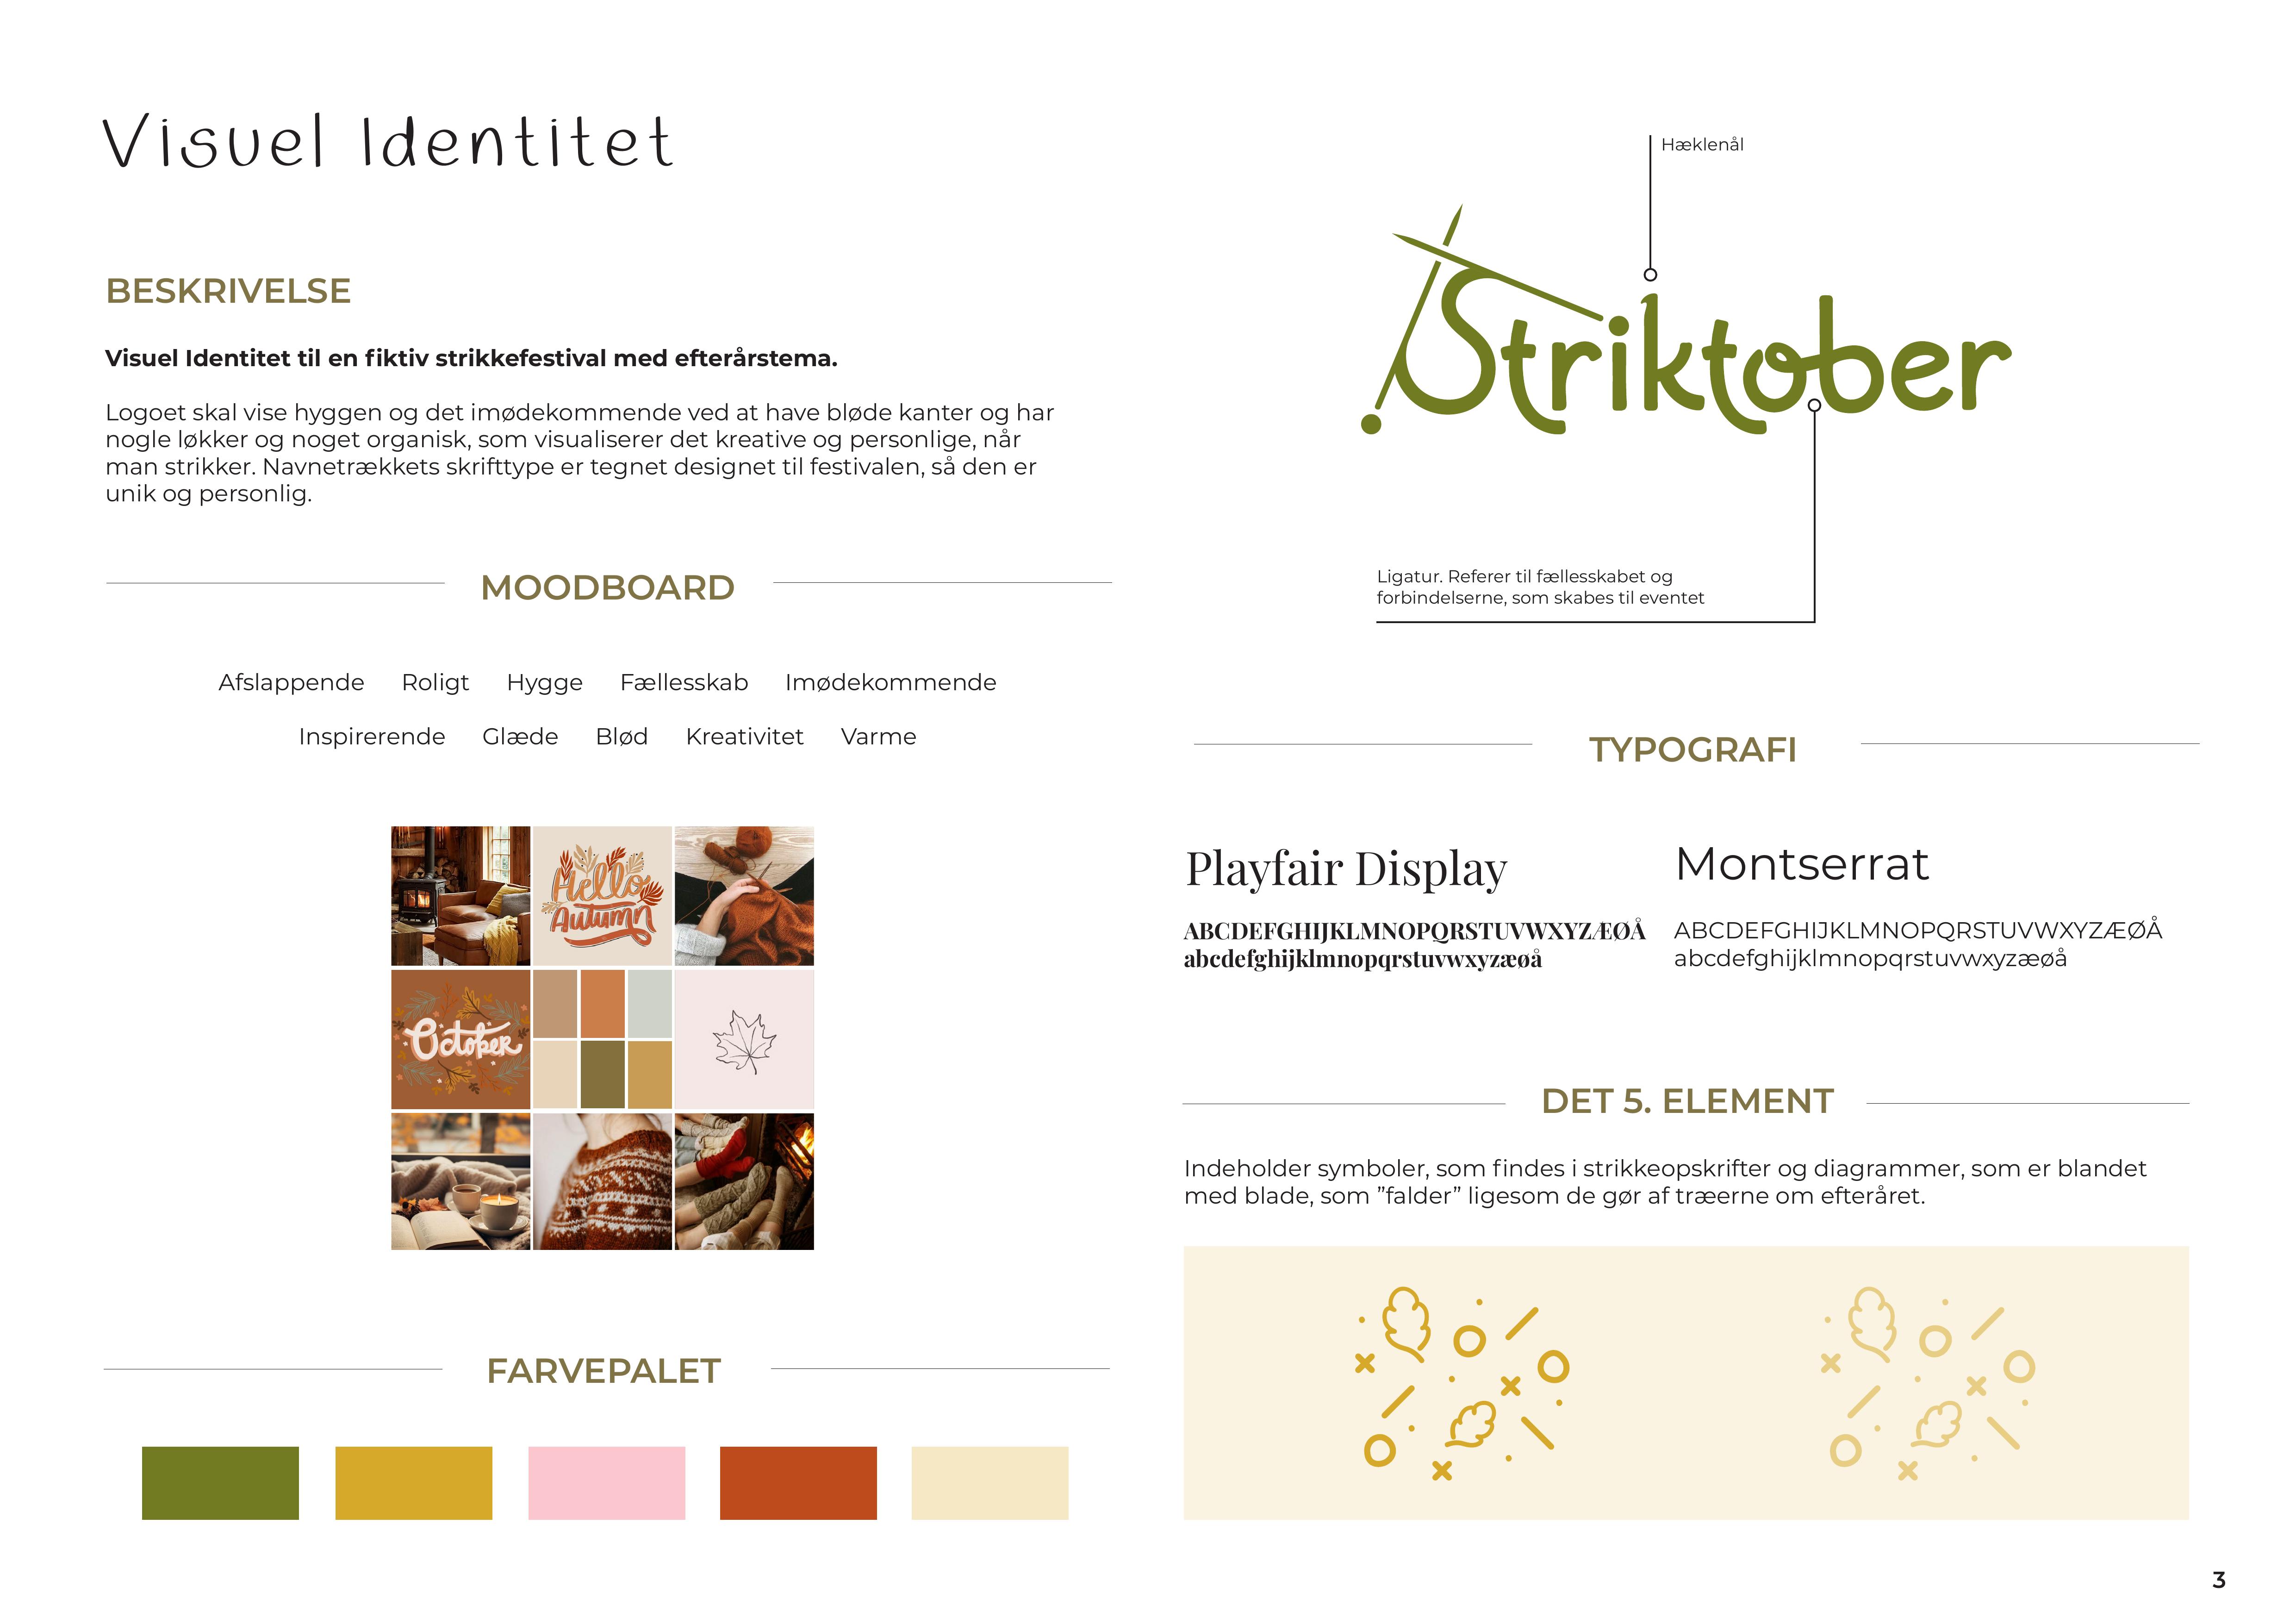 Visuel Identitet
BESKRIVELSE
Visuel Identitet til en fiktiv strikkefestival med efterårstema.
Logoet skal vise hyggen og det imødekommende ved at have bløde kanter og har
nogle løkker og noget organisk, som visualiserer det kreative og personlige, når
man strikker. Navnetrækkets skrifttype er tegnet designet til festivalen, så den er
unik og personlig.
MOODBOARD
Afslappende Roligt Hygge Fællesskab Imødekommende
Inspirerende Glæde Blød Kreativitet Varme
Hello
Autumn
October
FARVEPALET
Hæklenål
Striktober
Ligatur. Referer til fællesskabet og
forbindelserne, som skabes til eventet
TYPOGRAFI
Playfair Display
ABCDEFGHIJKLMNOPQRSTUVWXYZÆØÅ
abcdefghijklmnopqrstuvwxyzæøå
Montserrat
ABCDEFGHIJKLMNOPQRSTUVWXYZÆØÅ
abcdefghijklmnopqrstuvwxyzæøå
DET 5. ELEMENT
Indeholder symboler, som findes i strikkeopskrifter og diagrammer, som er blandet
med blade, som ”falder” ligesom de gør af træerne om efteråret.
3